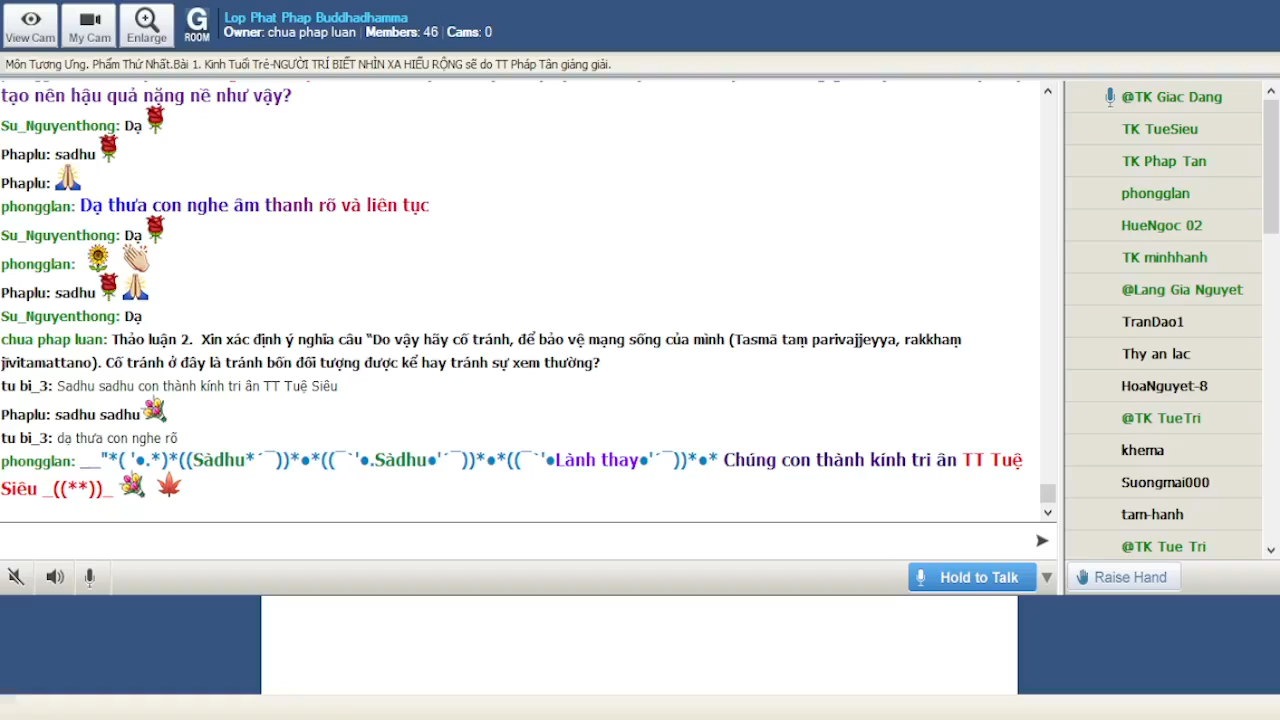 View Cam
My Cam
Enlarge
G
ROOM
Lop Phat Phap Buddhadhamma
Owner: chua phap luan Members: 46 Cams: 0
Môn Tương Ưng. Phẩm Thứ Nhất.Bài 1. Kinh Tuổi Trẻ-NGƯỜI TRÍ BIẾT NHÌN XA HIỂU RỘNG sẽ do TT Pháp Tân giảng giải.
tạo nên hậu quả nặng nề như vậy?
Su_Nguyenthong: Dạ
Phaplu: sadhu
Phaplu:
phongglan: Dạ thưa con nghe âm thanh rõ và liên tục
Su_Nguyenthong: Dạ
phongglan:
Phaplu: sadhu
Su_Nguyenthong: Dạ
chua phap luan: Thảo luận 2. Xin xác định ý nghĩa câu “Do vậy hãy cố tránh, để bảo vệ mạng sống của mình (Tasmā taṃ parivajjeyya, rakkhaṃ
jīvitamattano). Cố tránh ở đây là tránh bốn đối tượng được kể hay tránh sự xem thường?
tu bi_3: Sadhu sadhu con thành kính tri ân TT Tuệ Siêu
Phaplu: sadhu sadhu
tu bi_3: dạ thưa con nghe rõ
phongglan: __"*( '●.*)*((Sàdhu*´¯))*●*((¯`'●.Sàdhu●'´¯))*●*((¯`'●Lành thay●'´¯))*●* Chúng con thành kính tri ân TT Tuệ
Siêu _((**))_
Hold to Talk
@TK Giac Dang
TK TueSieu
TK Phap Tan
phongglan
HueNgoc 02
TK minhhanh
@Lang Gia Nguyet
TranDao1
Thy an lac
HoaNguyet-8
@TK TueTri
khema
Suongmai000
tam-hanh
@TK Tue Tri
Raise Hand